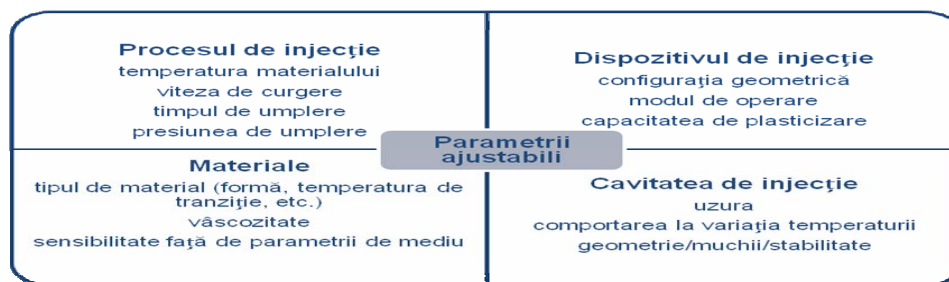 Procesul de injecţie
temperatura materialului
viteza de curgere
timpul de umplere
presiunea de umplere
Dispozitivul de injecţie
configuraţia geometrică
modul de operare
capacitatea de plasticizare
Parametrii
ajustabili
Materiale
tipul de material (formă, temperatura de
tranziţie, etc.)
vâscozitate
sensibilitate faţă de parametrii de mediu
Cavitatea de injecţie
uzura
comportarea la variaţia temperaturii
geometrie/muchii/stabilitate